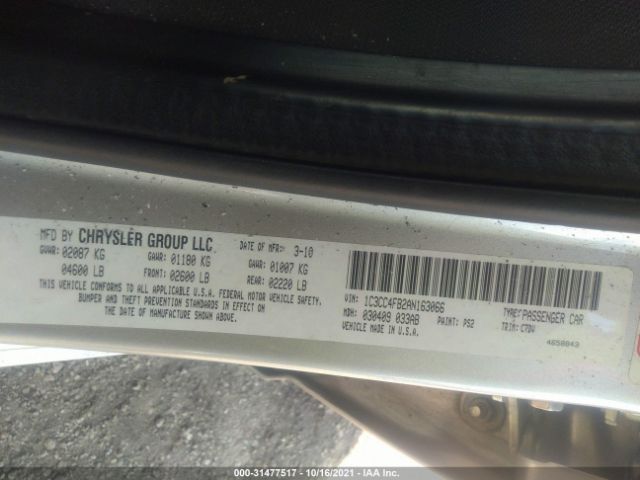 MFD BY CHRYSLER GROUP LLC DATE OF MFR: 3-10
GVWR: 02087 KG GAWR: 01180 KG GAWR: 01007 KG
04600 LB FRONT: 02600 LB REAR: 02220 LB
THIS VEHICLE CONFORMS TO ALL APPLICABLE U.S.A. FEDERAL MOTOR VEHICLE SAFETY,
BUMPER AND THEFT PREVENTION STANDARDS IN EFFECT ON
THE DATE OF MANUFACTURE SHOWN ABOVE.
VIN: 1C3CC4FB2AN163066 TYPE: PASSENGER CAR
MDH: 030409 033AB PAINT: PS2 TRIM: C7DV
VEHICLE MADE IN U.S.A. 4658043
000-31477517 - 10/16/2021 - IAA Inc.